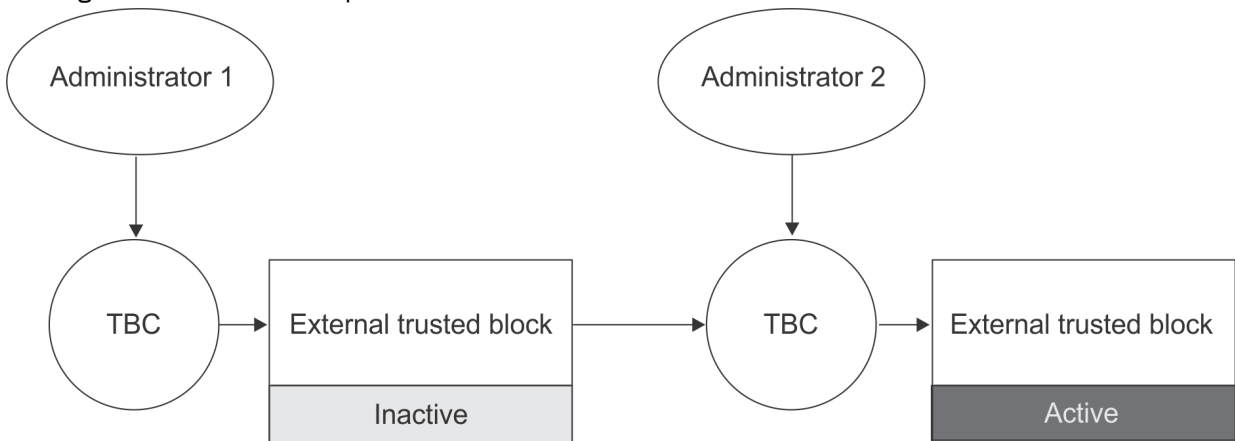 Administrator 1
Administrator 2
TBC
External trusted block
TBC
External trusted block
Inactive
Active